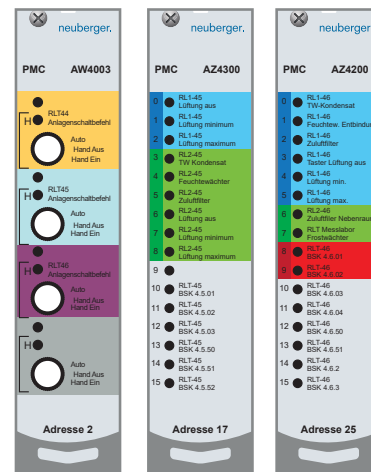 neuberger.
PMC AW4003
RLT44
Anlagenschaltbefehl
H
Auto
Hand Aus
Hand Ein
RLT45
Anlagenschaltbefehl
H
Auto
Hand Aus
Hand Ein
RLT46
Anlagenschaltbefehl
H
Auto
Hand Aus
Hand Ein
H
Auto
Hand Aus
Hand Ein
Adresse 2
neuberger.
PMC AZ4300
0 RL1-45
Lüftung aus
1 RL1-45
Lüftung minimum
2 RL1-45
Lüftung maximum
3 RL2-45
TW Kondensat
4 RL2-45
Feuchtewächter
5 RL2-45
Zuluftfilter
6 RL2-45
Lüftung aus
7 RL2-45
Lüftung minimum
8 RL2-45
Lüftung maximum
9
10 RLT-45
BSK 4.5.01
11 RLT-45
BSK 4.5.02
12 RLT-45
BSK 4.5.03
13 RLT-45
BSK 4.5.50
14 RLT-45
BSK 4.5.51
15 RLT-45
BSK 4.5.52
Adresse 17
neuberger
PMC AZ4200
0 RL1-46
TW-Kondensat
1 RL1-46
Feuchtew. Entbindu
2 RL1-46
Zuluftfilter
3 RL1-46
Taster Lüftung aus
4 RL1-46
Lüftung min.
5 RL1-46
Lüftung max.
6 RL2-46
Zuluftfilter Nebenrau
7 RLT Messlabor
Frostwächter
8 RLT-46
BSK 4.6.01
9 RLT-46
BSK 4.6.02
10 RLT-46
BSK 4.6.03
11 RLT-46
BSK 4.6.04
12 RLT-46
BSK 4.6.50
13 RLT-46
BSK 4.6.51
14 RLT-46
BSK 4.6.2
15 RLT-46
BSK 4.6.3
Adresse 25